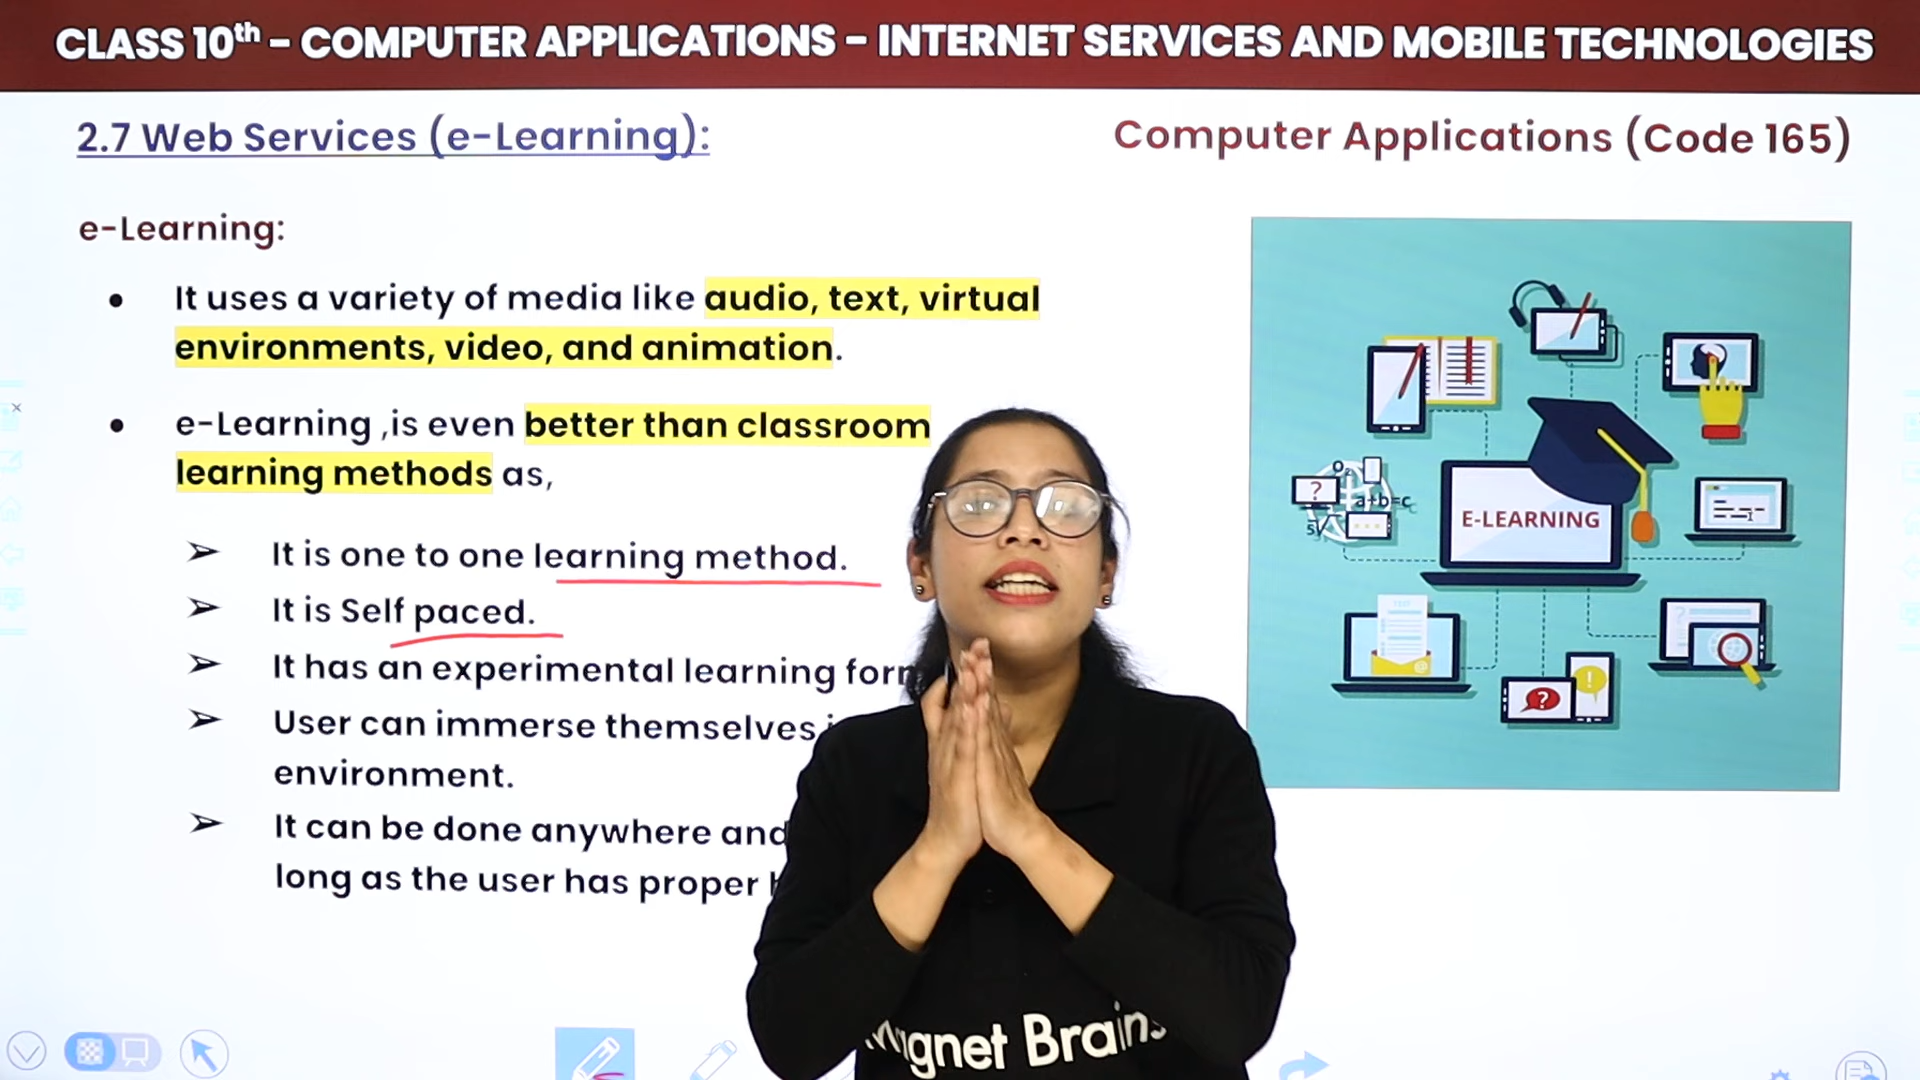 CLASS 10th - COMPUTER APPLICATIONS - INTERNET SERVICES AND MOBILE TECHNOLOGIES
2.7 Web Services (e-Learning):
Computer Applications (Code 165)
e-Learning:
• It uses a variety of media like audio, text, virtual
environments, video, and animation.
• e-Learning ,is even better than classroom
learning methods as,
➢ It is one to one learning method.
➢ It is Self paced.
➢ It has an experimental learning
➢ User can immerse themselves
environment.
➢ It can be done anywhere and
long as the user has proper
E-LEARNING
a+b=c
?
TEXT
@
?
!
Magnet Brains